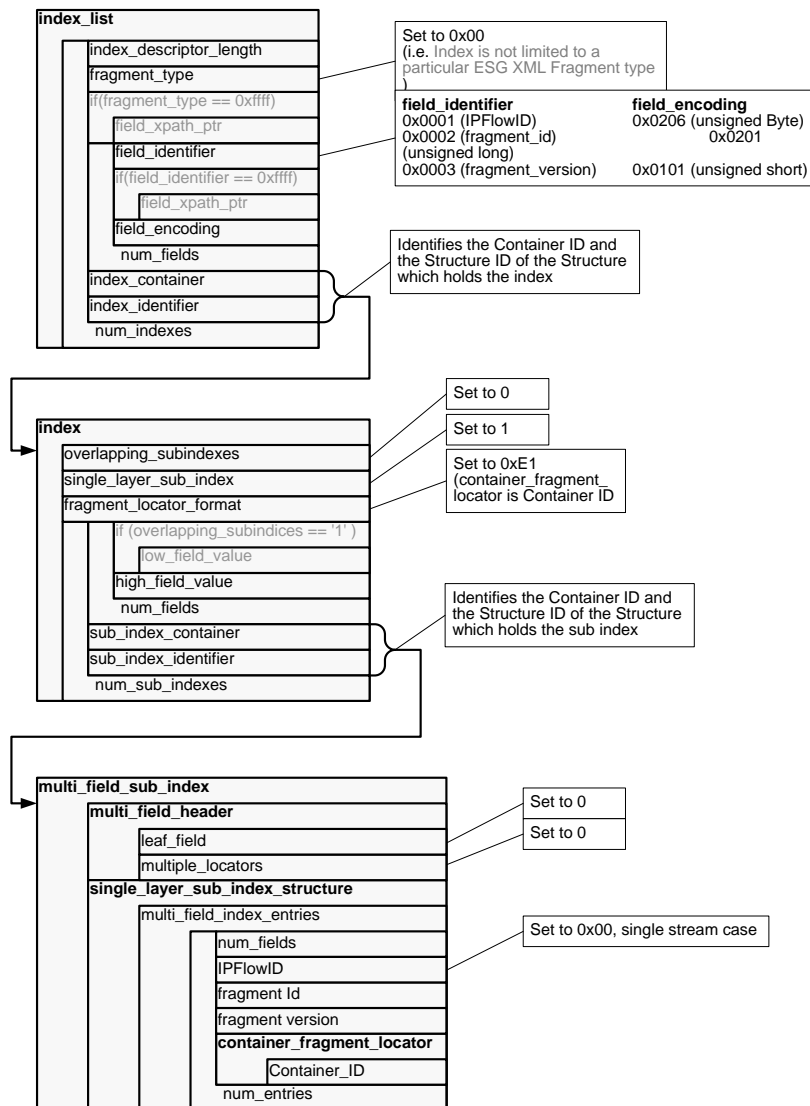 index_list
index_descriptor_length
fragment_type
if(fragment_type == 0xffff)
field_xpath_ptr
field_identifier
if(field_identifier == 0xffff)
field_xpath_ptr
field_encoding
num_fields
index_container
index_identifier
num_indexes
Set to 0x00
(i.e. Index is not limited to a
particular ESG XML Fragment type
)
field_identifier field_encoding
0x0001 (IPFlowID) 0x0206 (unsigned Byte)
0x0002 (fragment_id) 0x0201
(unsigned long)
0x0003 (fragment_version) 0x0101 (unsigned short)
Identifies the Container ID and
the Structure ID of the Structure
which holds the index
index
overlapping_subindexes
single_layer_sub_index
fragment_locator_format
if (overlapping_subindices == '1' )
low_field_value
high_field_value
num_fields
sub_index_container
sub_index_identifier
num_sub_indexes
Set to 0
Set to 1
Set to 0xE1
(container_fragment_
locator is Container ID
Identifies the Container ID and
the Structure ID of the Structure
which holds the sub index
multi_field_sub_index
multi_field_header
leaf_field
multiple_locators
single_layer_sub_index_structure
multi_field_index_entries
num_fields
IPFlowID
fragment Id
fragment version
container_fragment_locator
Container_ID
num_entries
Set to 0
Set to 0
Set to 0x00, single stream case